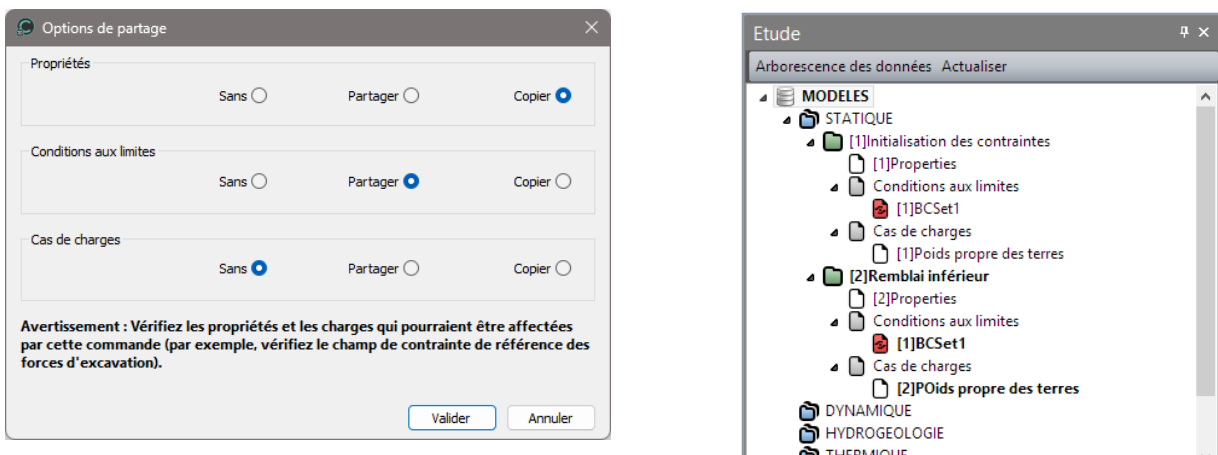 Options de partage
Propriétés
Sans Partager Copier
Conditions aux limites
Sans Partager Copier
Cas de charges
Sans Partager Copier
Avertissement : Vérifiez les propriétés et les charges qui pourraient être affectées
par cette commande (par exemple, vérifiez le champ de contrainte de référence des
forces d'excavation).
Valider Annuler
Etude
Arborescence des données Actualiser
MODELES
STATIQUE
[1]Initialisation des contraintes
[1]Properties
Conditions aux limites
[1]BCSet1
Cas de charges
[1]Poids propre des terres
[2]Remblai inférieur
[2]Properties
Conditions aux limites
[1]BCSet1
Cas de charges
[2]POids propre des terres
DYNAMIQUE
HYDROGEOLOGIE
THERMIQUE